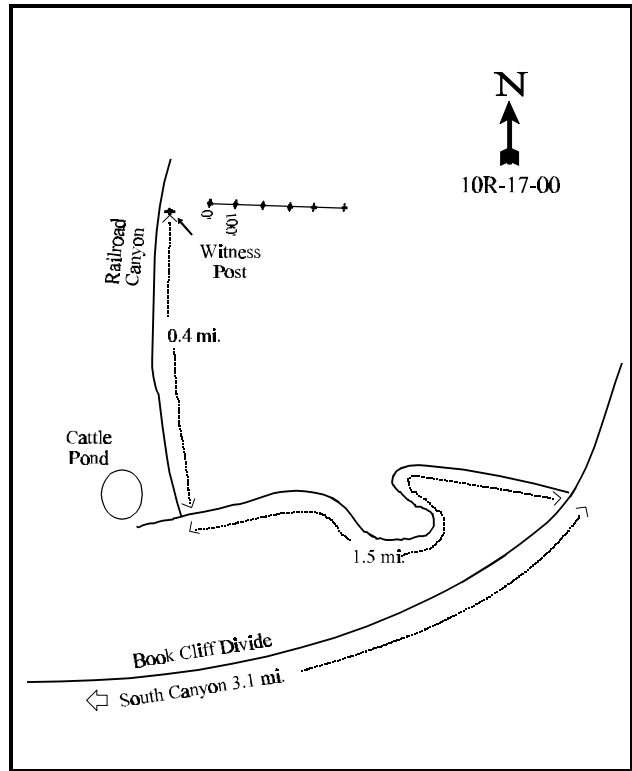 N
10R-17-00
0'
100'
Witness
Post
Railroad
Canyon
0.4 mi.
Cattle
Pond
1.5 mi.
Book Cliff Divide
South Canyon 3.1 mi.